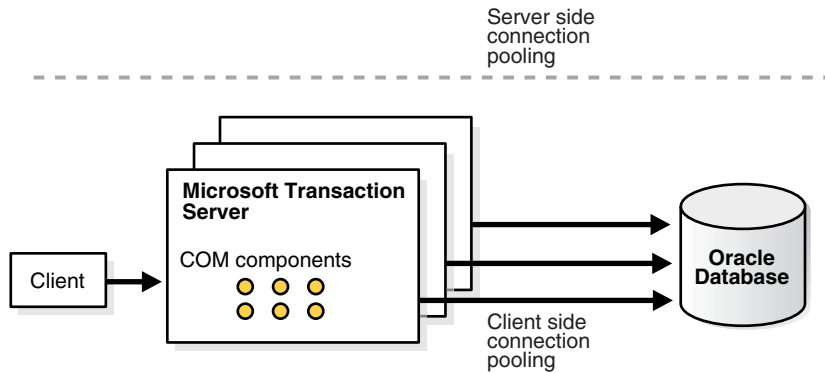 Server side
connection
pooling
Microsoft Transaction
Server
COM components
Client
Oracle
Database
Client side
connection
pooling